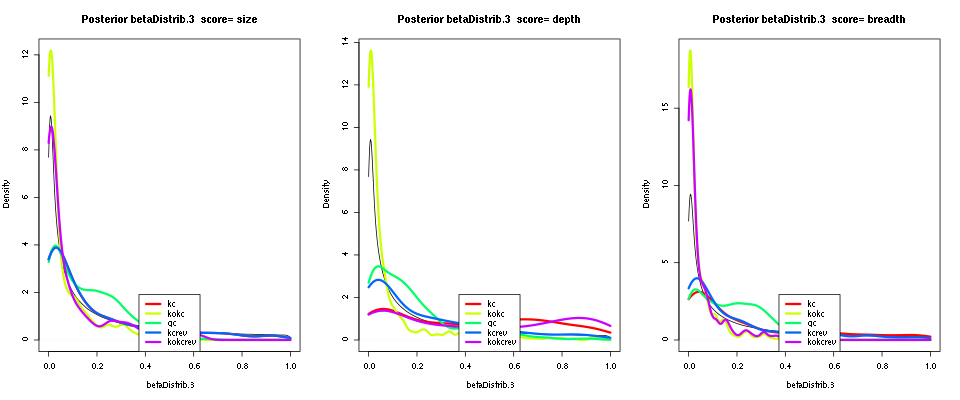 Posterior betaDistrib.3 score= size
Density
12
10
8
6
4
2
0
0.0 0.2 0.4 0.6 0.8 1.0
betaDistrib.3
kc
kokc
qc
kcrev
kokcrev
Posterior betaDistrib.3 score= depth
Density
14
12
10
8
6
4
2
0
0.0 0.2 0.4 0.6 0.8 1.0
betaDistrib.3
kc
kokc
qc
kcrev
kokcrev
Posterior betaDistrib.3 score= breadth
Density
15
10
5
0
0.0 0.2 0.4 0.6 0.8 1.0
betaDistrib.3
kc
kokc
qc
kcrev
kokcrev